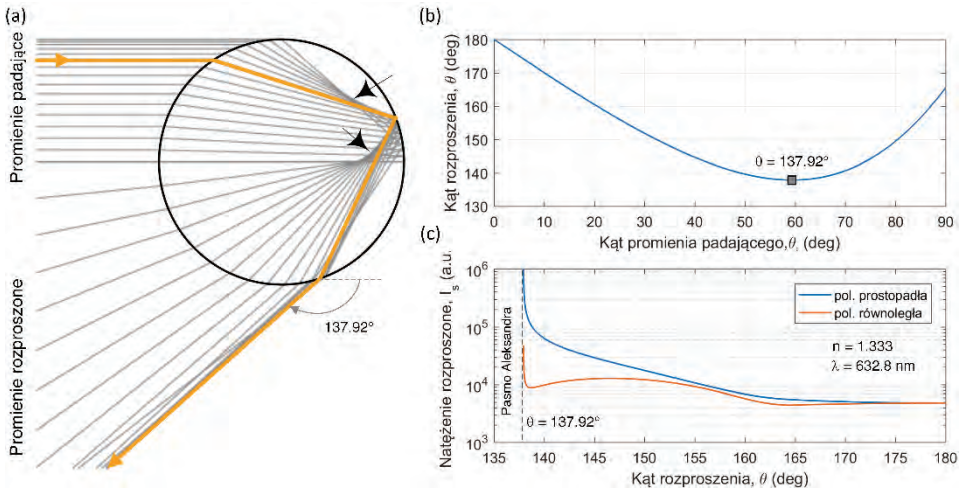 (a)
Promienie padające
Promienie rozproszone
137.92°
(b)
Kąt rozproszenia, θ (deg)
180
170
160
150
140
130
θ = 137.92°
0 10 20 30 40 50 60 70 80 90
Kąt promienia padającego,θᵢ (deg)
(c)
Natężenie rozproszone, I_s (a.u.
10⁶
10⁵
10⁴
10³
Pasmo Aleksandra
θ = 137.92°
pol. prostopadła
pol. równoległa
n = 1.333
λ = 632.8 nm
135 140 145 150 155 160 165 170 175 180
Kąt rozproszenia, θ (deg)